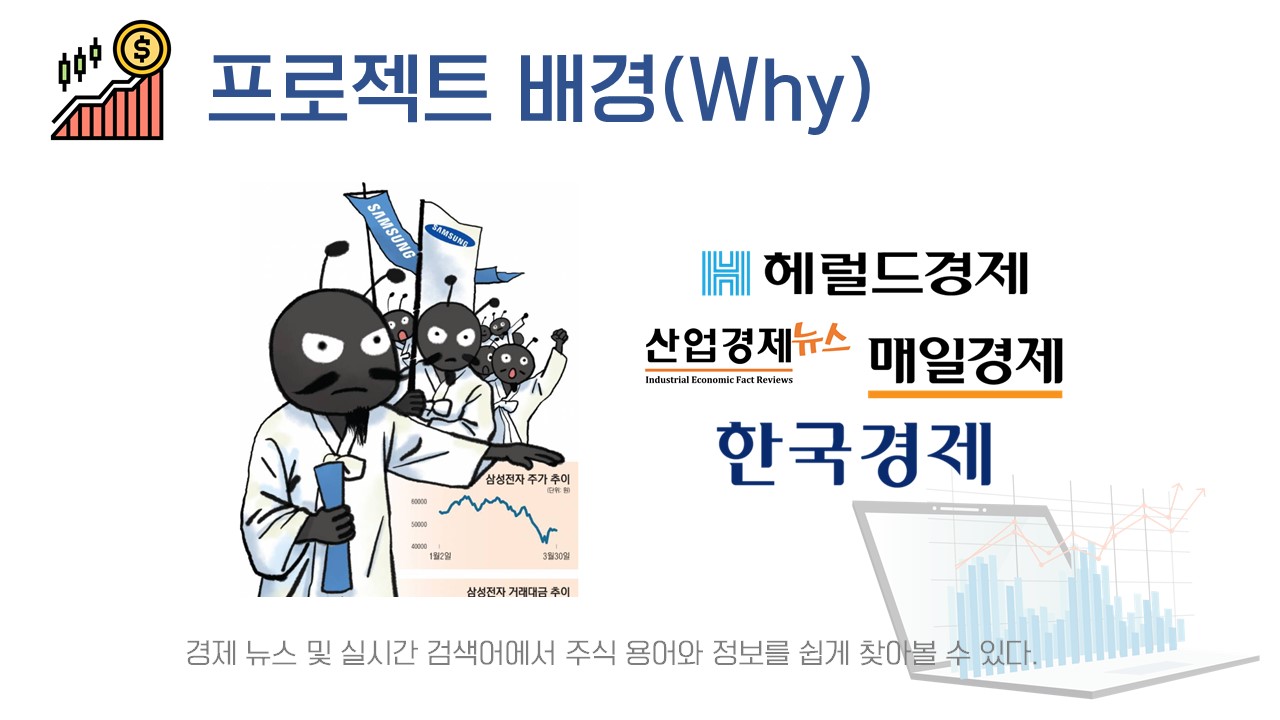 $
프로젝트 배경(Why)
SAMSUNG
SAMSUNG
헤럴드경제
산업경제뉴스
Industrial Economic Fact Reviews
매일경제
한국경제
삼성전자 주가 추이
(단위: 원)
60000
50000
40000
1월2일 3월30일
삼성전자 거래대금 추이
경제 뉴스 및 실시간 검색어에서 주식 용어와 정보를 쉽게 찾아볼 수 있다.